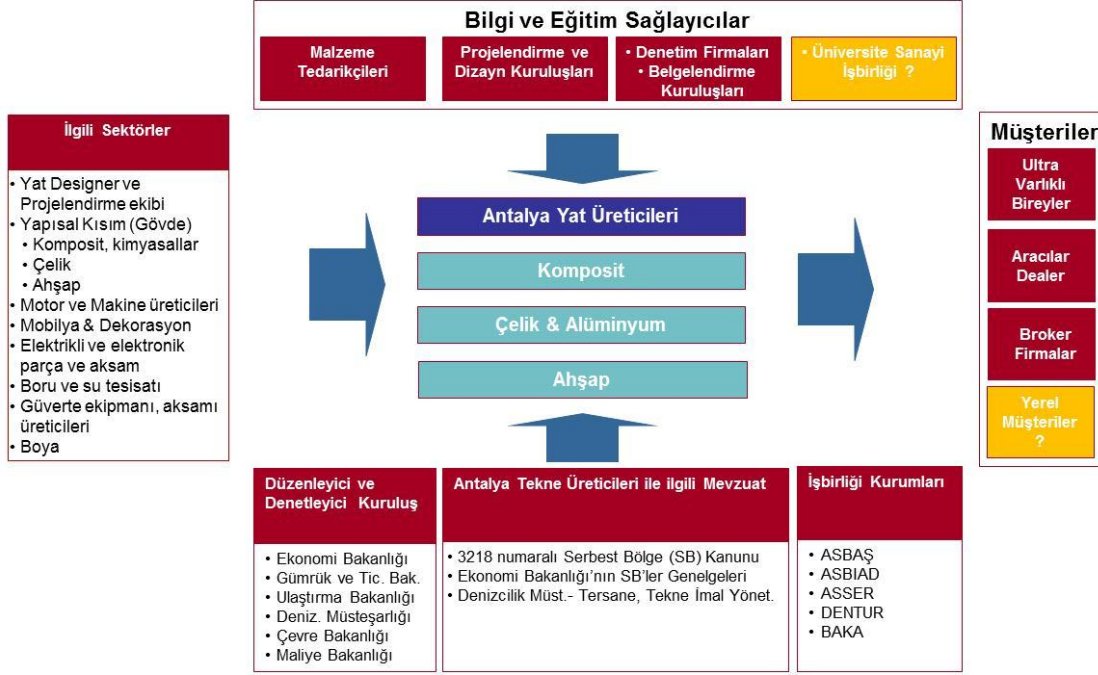 Bilgi ve Eğitim Sağlayıcılar
Malzeme
Tedarikçileri
Projelendirme ve
Dizayn Kuruluşları
• Denetim Firmaları
• Belgelendirme
Kuruluşları
• Üniversite Sanayi
İşbirliği ?
İlgili Sektörler
• Yat Designer ve
Projelendirme ekibi
• Yapısal Kısım (Gövde)
• Komposit, kimyasallar
• Çelik
• Ahşap
• Motor ve Makine üreticileri
• Mobilya & Dekorasyon
• Elektrikli ve elektronik
parça ve aksam
• Boru ve su tesisatı
• Güverte ekipmanı, aksamı
üreticileri
• Boya
Antalya Yat Üreticileri
Komposit
Çelik & Alüminyum
Ahşap
Müşteriler
Ultra
Varlıklı
Bireyler
Aracılar
Dealer
Broker
Firmalar
Yerel
Müşteriler
?
Düzenleyici ve
Denetleyici Kuruluş
• Ekonomi Bakanlığı
• Gümrük ve Tic. Bak.
• Ulaştırma Bakanlığı
• Deniz. Müsteşarlığı
• Çevre Bakanlığı
• Maliye Bakanlığı
Antalya Tekne Üreticileri ile ilgili Mevzuat
• 3218 numaralı Serbest Bölge (SB) Kanunu
• Ekonomi Bakanlığı’nın SB’ler Genelgeleri
• Denizcilik Müst.- Tersane, Tekne İmal Yönet.
İşbirliği Kurumları
• ASBAŞ
• ASBIAD
• ASSER
• DENTUR
• BAKA